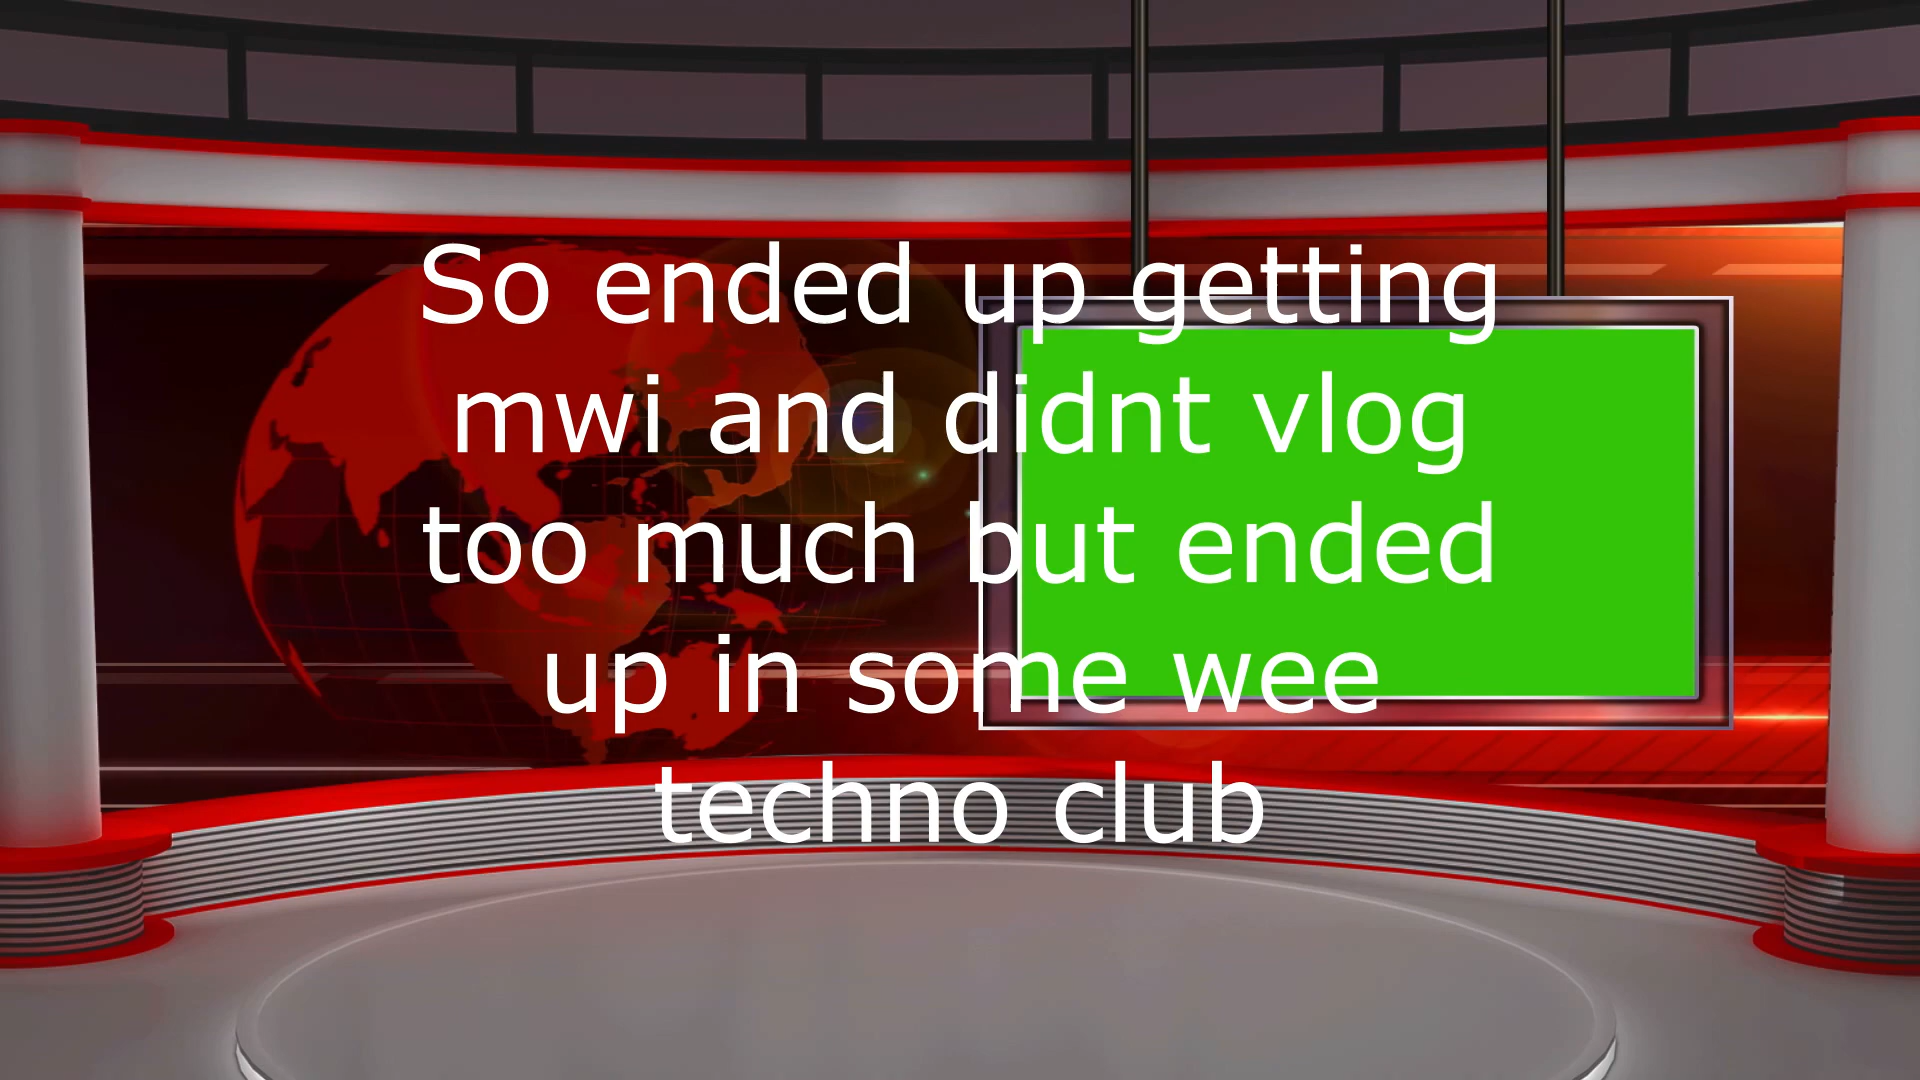 So ended up getting
mwi and didnt vlog
too much but ended
up in some wee
techno club